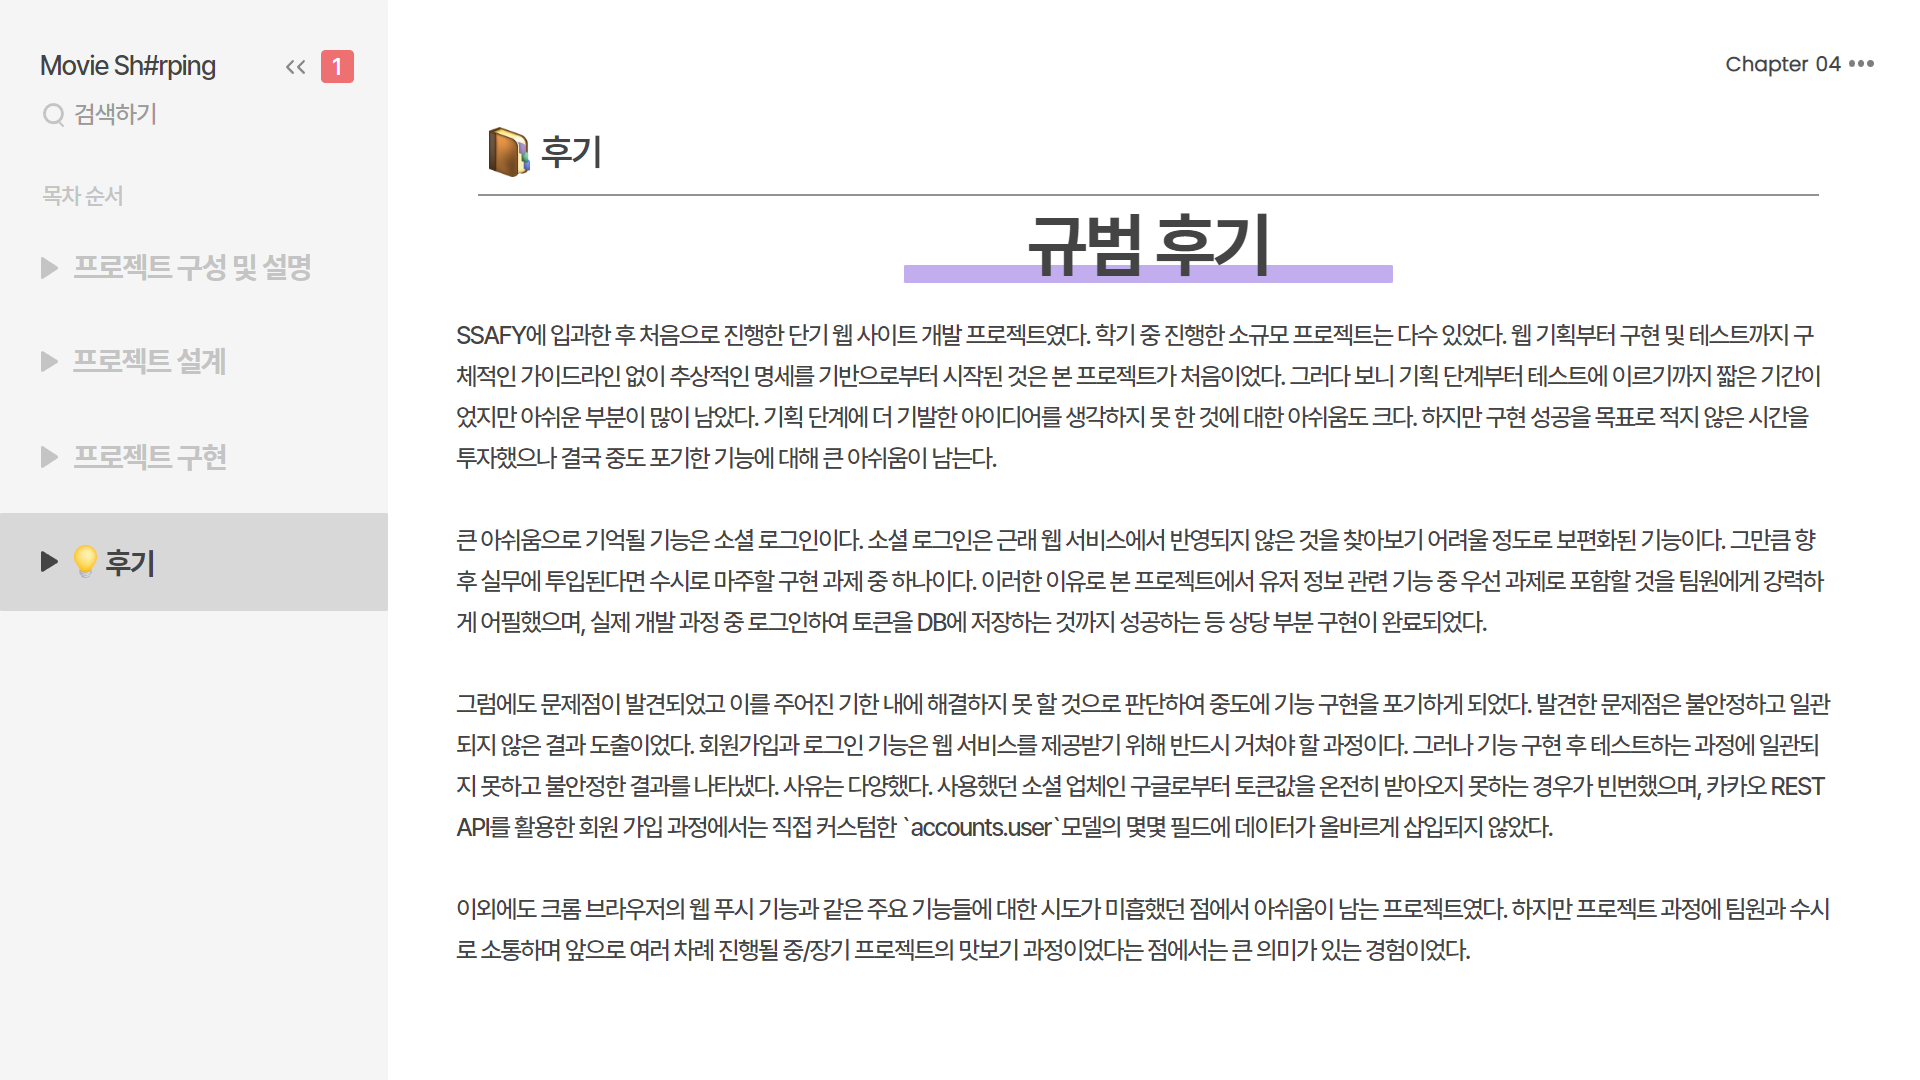 Movie Sh#rping
1
검색하기
목차 순서
프로젝트 구성 및 설명
프로젝트 설계
프로젝트 구현
후기
Chapter 04
후기
규범 후기
SSAFY에 입과한 후 처음으로 진행한 단기 웹 사이트 개발 프로젝트였다. 학기 중 진행한 소규모 프로젝트는 다수 있었다. 웹 기획부터 구현 및 테스트까지 구
체적인 가이드라인 없이 추상적인 명세를 기반으로부터 시작된 것은 본 프로젝트가 처음이었다. 그러다 보니 기획 단계부터 테스트에 이르기까지 짧은 기간이
었지만 아쉬운 부분이 많이 남았다. 기획 단계에 더 기발한 아이디어를 생각하지 못 한 것에 대한 아쉬움도 크다. 하지만 구현 성공을 목표로 적지 않은 시간을
투자했으나 결국 중도 포기한 기능에 대해 큰 아쉬움이 남는다.
큰 아쉬움으로 기억될 기능은 소셜 로그인이다. 소셜 로그인은 근래 웹 서비스에서 반영되지 않은 것을 찾아보기 어려울 정도로 보편화된 기능이다. 그만큼 향
후 실무에 투입된다면 수시로 마주할 구현 과제 중 하나이다. 이러한 이유로 본 프로젝트에서 유저 정보 관련 기능 중 우선 과제로 포함할 것을 팀원에게 강력하
게 어필했으며, 실제 개발 과정 중 로그인하여 토큰을 DB에 저장하는 것까지 성공하는 등 상당 부분 구현이 완료되었다.
그럼에도 문제점이 발견되었고 이를 주어진 기한 내에 해결하지 못 할 것으로 판단하여 중도에 기능 구현을 포기하게 되었다. 발견한 문제점은 불안정하고 일관
되지 않은 결과 도출이었다. 회원가입과 로그인 기능은 웹 서비스를 제공받기 위해 반드시 거쳐야 할 과정이다. 그러나 기능 구현 후 테스트하는 과정에 일관되
지 못하고 불안정한 결과를 나타냈다. 사유는 다양했다. 사용했던 소셜 업체인 구글로부터 토큰값을 온전히 받아오지 못하는 경우가 빈번했으며, 카카오 REST
API를 활용한 회원 가입 과정에서는 직접 커스텀한 `accounts.user`모델의 몇몇 필드에 데이터가 올바르게 삽입되지 않았다.
이외에도 크롬 브라우저의 웹 푸시 기능과 같은 주요 기능들에 대한 시도가 미흡했던 점에서 아쉬움이 남는 프로젝트였다. 하지만 프로젝트 과정에 팀원과 수시
로 소통하며 앞으로 여러 차례 진행될 중/장기 프로젝트의 맛보기 과정이었다는 점에서는 큰 의미가 있는 경험이었다.